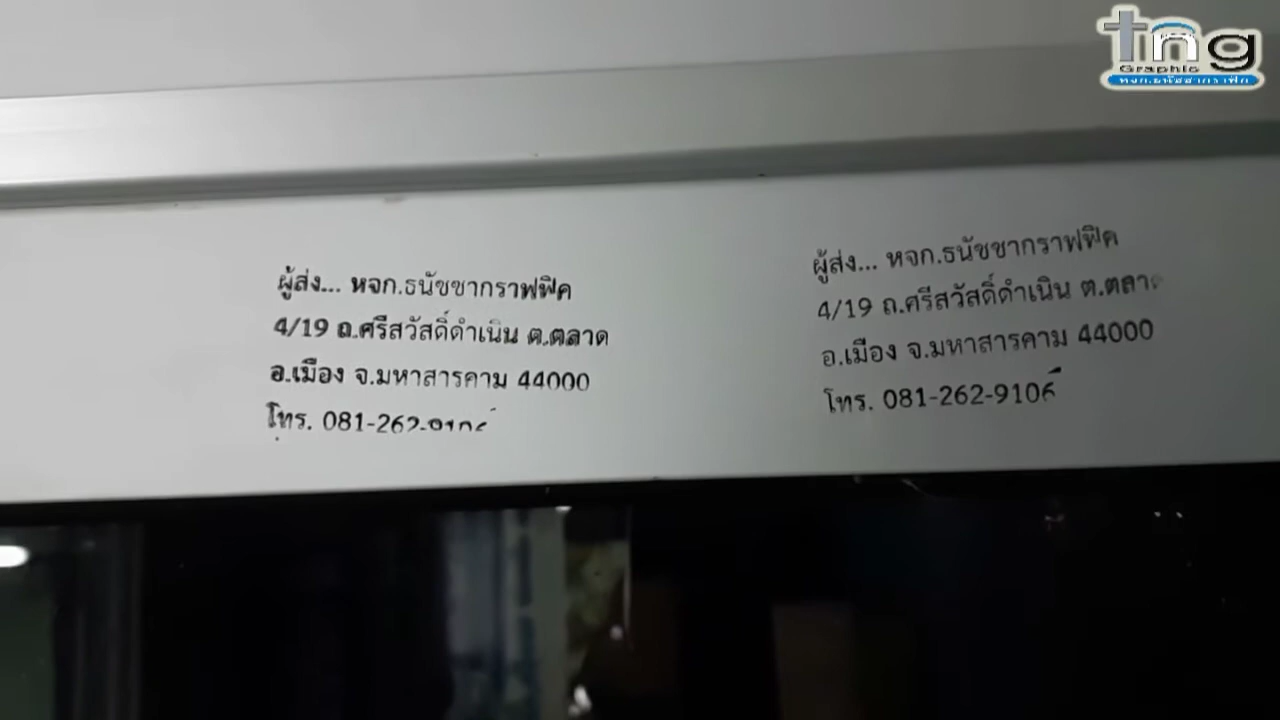 tng
Graphic
หจก.ธนัชชากราฟิก
ผู้ส่ง... หจก.ธนัชชากราฟฟิค
4/19 ถ.ศรีสวัสดิ์ดำเนิน ต.ตลาด
อ.เมือง จ.มหาสารคาม 44000
โทร. 081-262-9106
ผู้ส่ง... หจก.ธนัชชากราฟฟิค
4/19 ถ.ศรีสวัสดิ์ดำเนิน ต.ตลาด
อ.เมือง จ.มหาสารคาม 44000
โทร. 081-262-9106